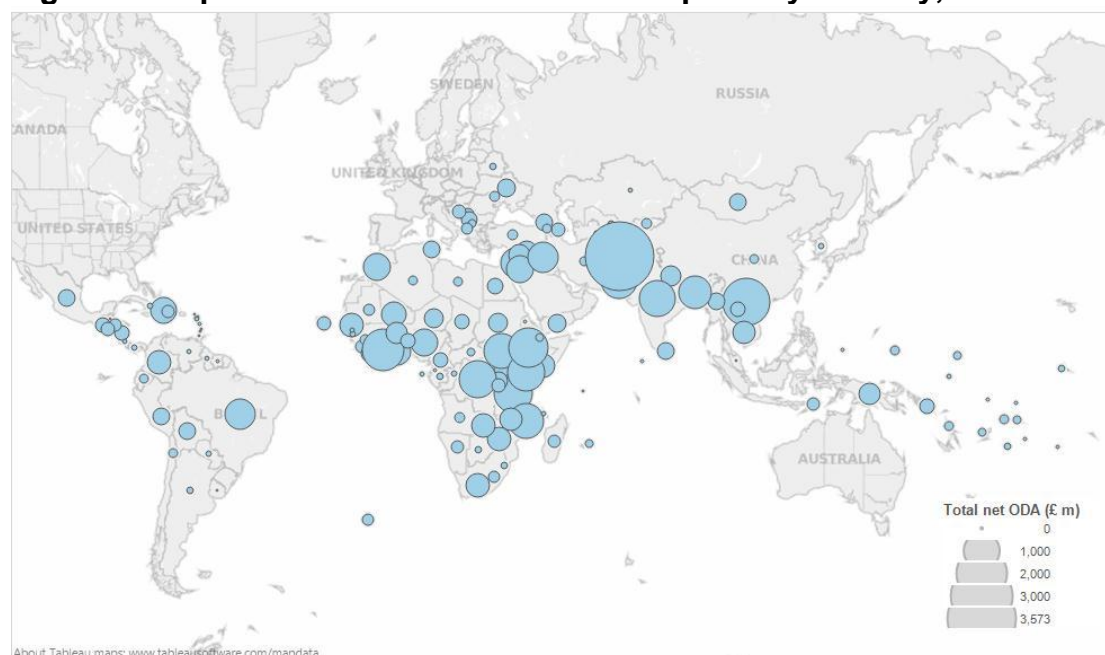 SWEDEN
RUSSIA
CANADA
UNITED KINGDOM
UNITED STATES
CHINA
B L
AUSTRALIA
Total net ODA (£ m)
0
1,000
2,000
3,000
3,573
About Tableau maps: www.tableausoftware.com/mapdata